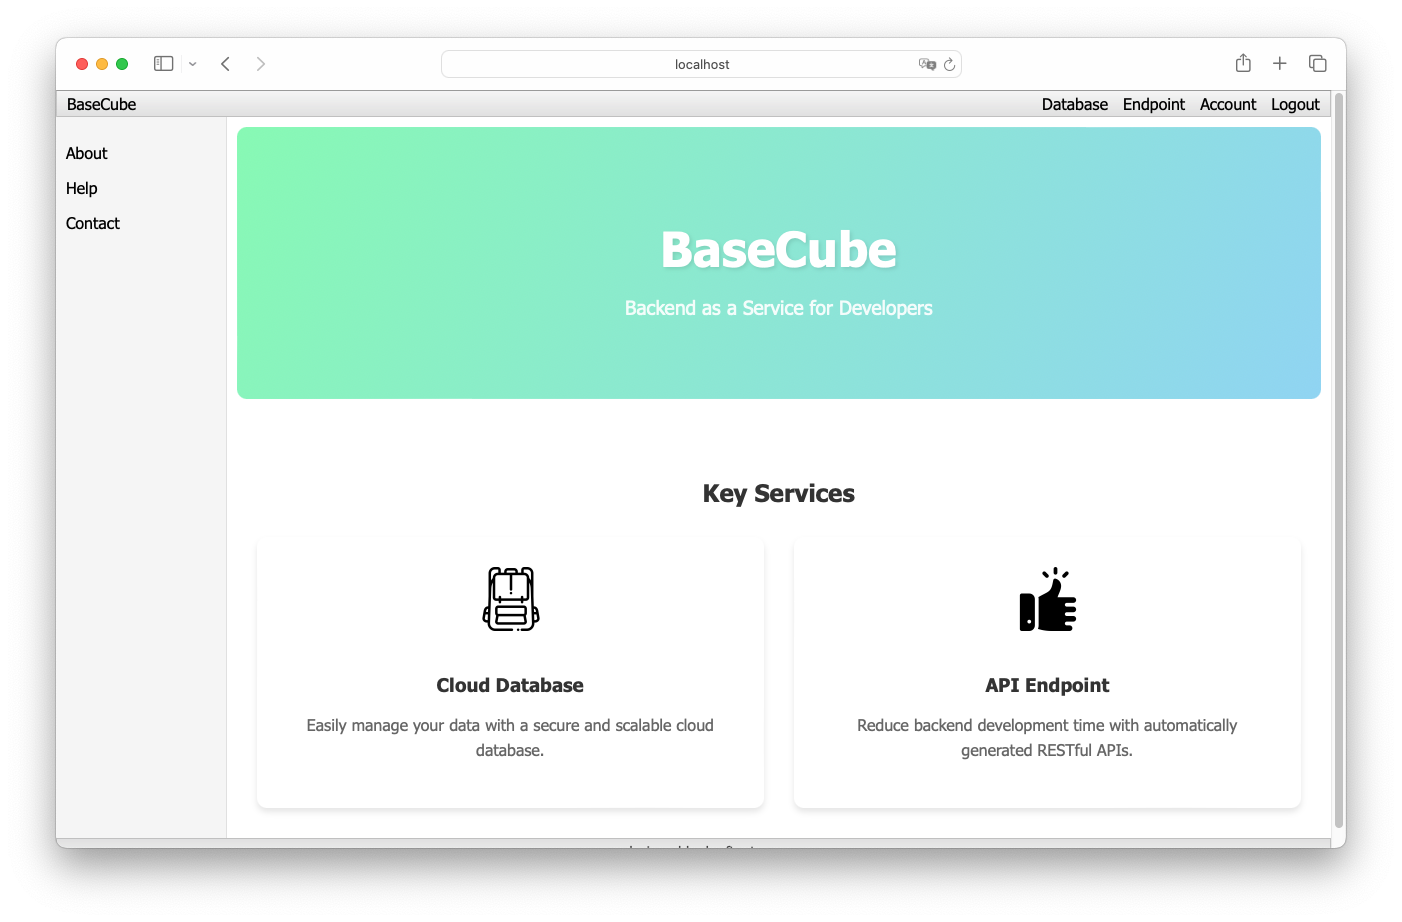 localhost
BaseCube
Database Endpoint Account Logout
About
Help
Contact
BaseCube
Backend as a Service for Developers
Key Services
Cloud Database
Easily manage your data with a secure and scalable cloud
database.
API Endpoint
Reduce backend development time with automatically
generated RESTful APIs.